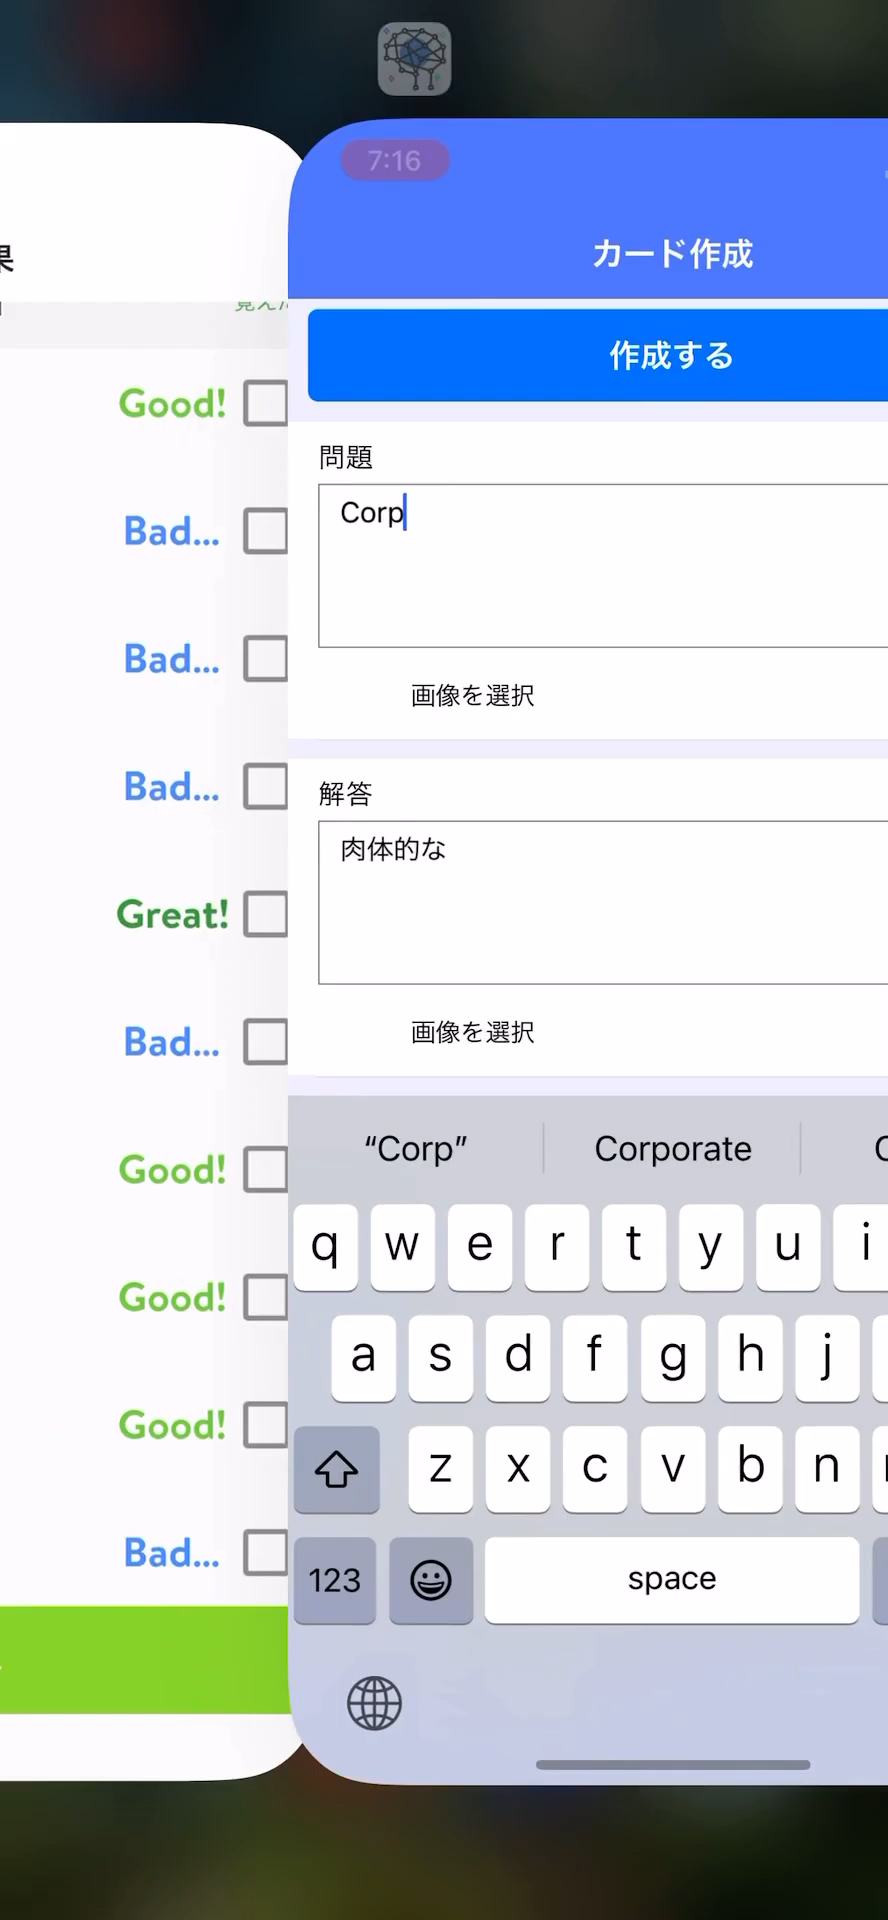 7:16
カード作成
作成する
問題
Corp
画像を選択
解答
肉体的な
画像を選択
“Corp” Corporate
q w e r t y u i
a s d f g h j
z x c v b n
123 space
果
Good!
Bad...
Bad...
Bad...
Great!
Bad...
Good!
Good!
Good!
Bad...